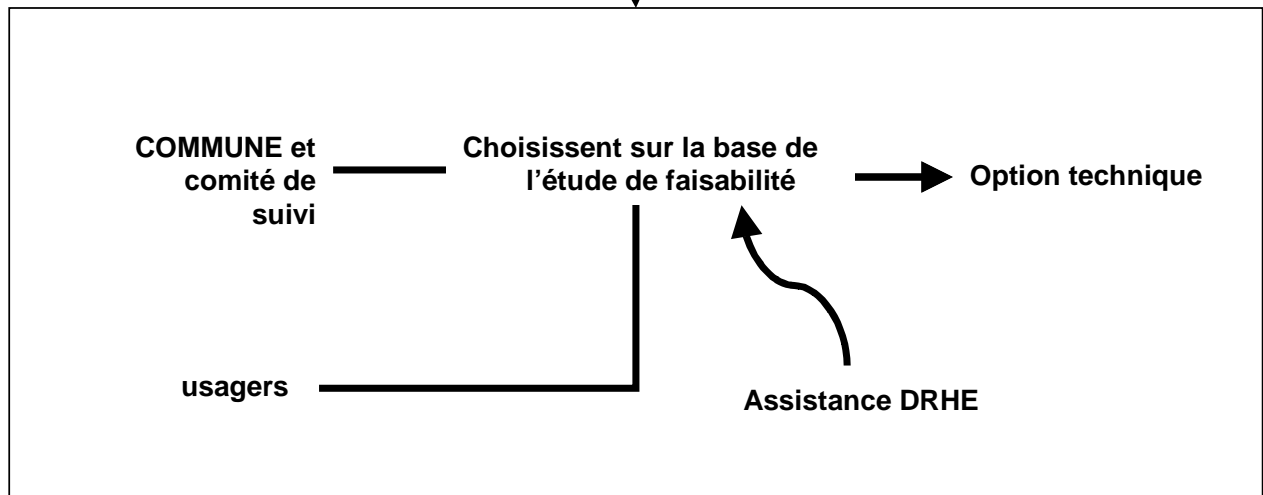 COMMUNE et
comité de
suivi
Choisissent sur la base de
l’étude de faisabilité
Option technique
usagers
Assistance DRHE